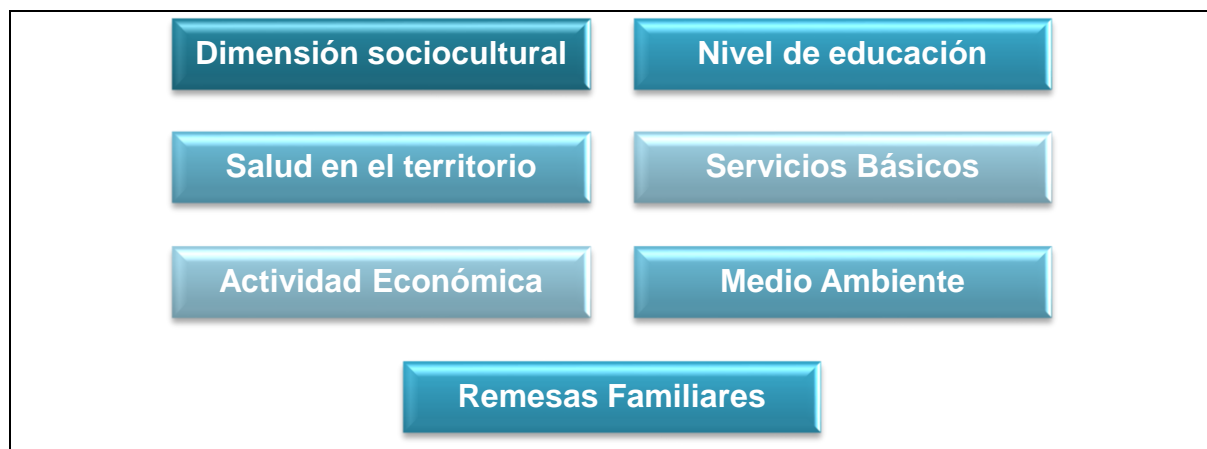 Dimensión sociocultural
Nivel de educación
Salud en el territorio
Servicios Básicos
Actividad Económica
Medio Ambiente
Remesas Familiares